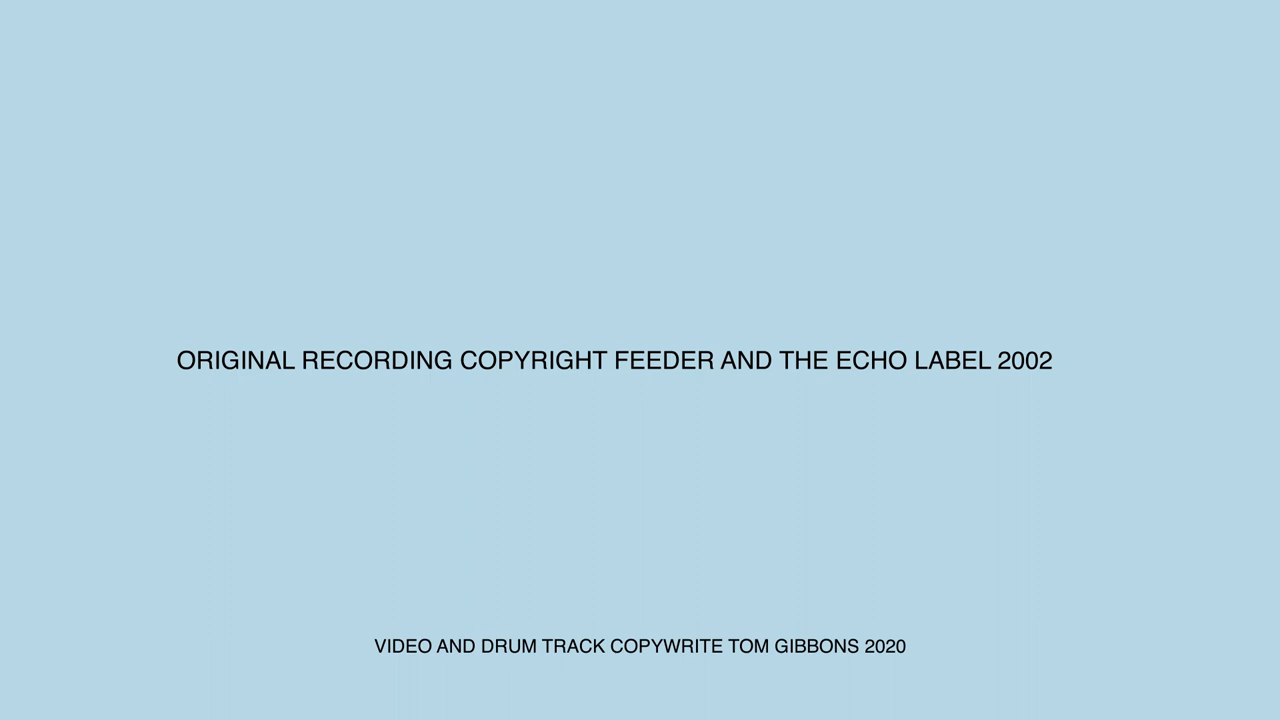 ORIGINAL RECORDING COPYRIGHT FEEDER AND THE ECHO LABEL 2002
VIDEO AND DRUM TRACK COPYWRITE TOM GIBBONS 2020